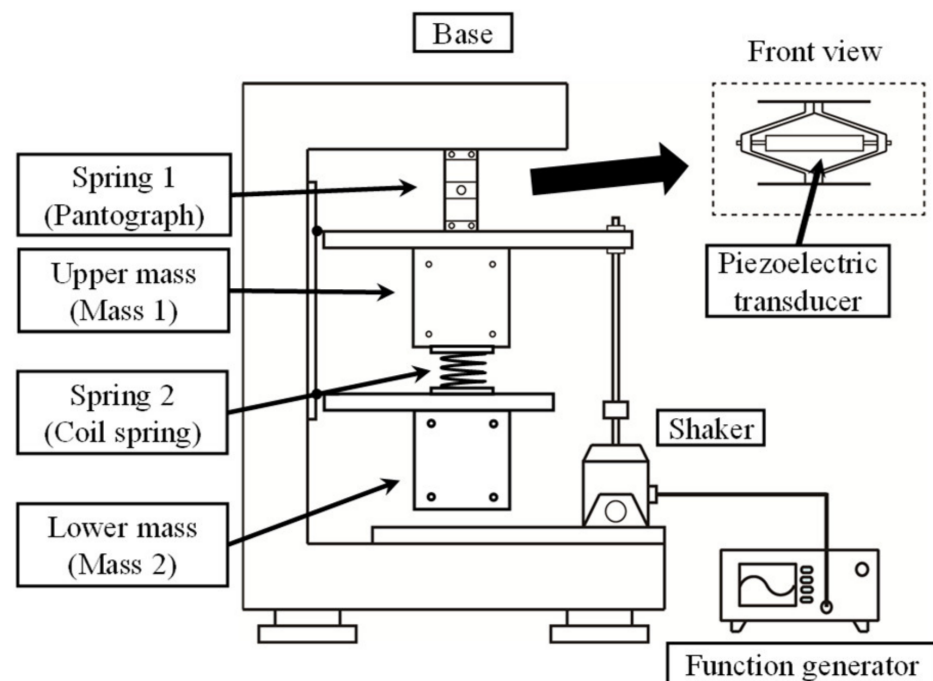 Base
Front view
Spring 1
(Pantograph)
Upper mass
(Mass 1)
Piezoelectric
transducer
Spring 2
(Coil spring)
Shaker
Lower mass
(Mass 2)
Function generator